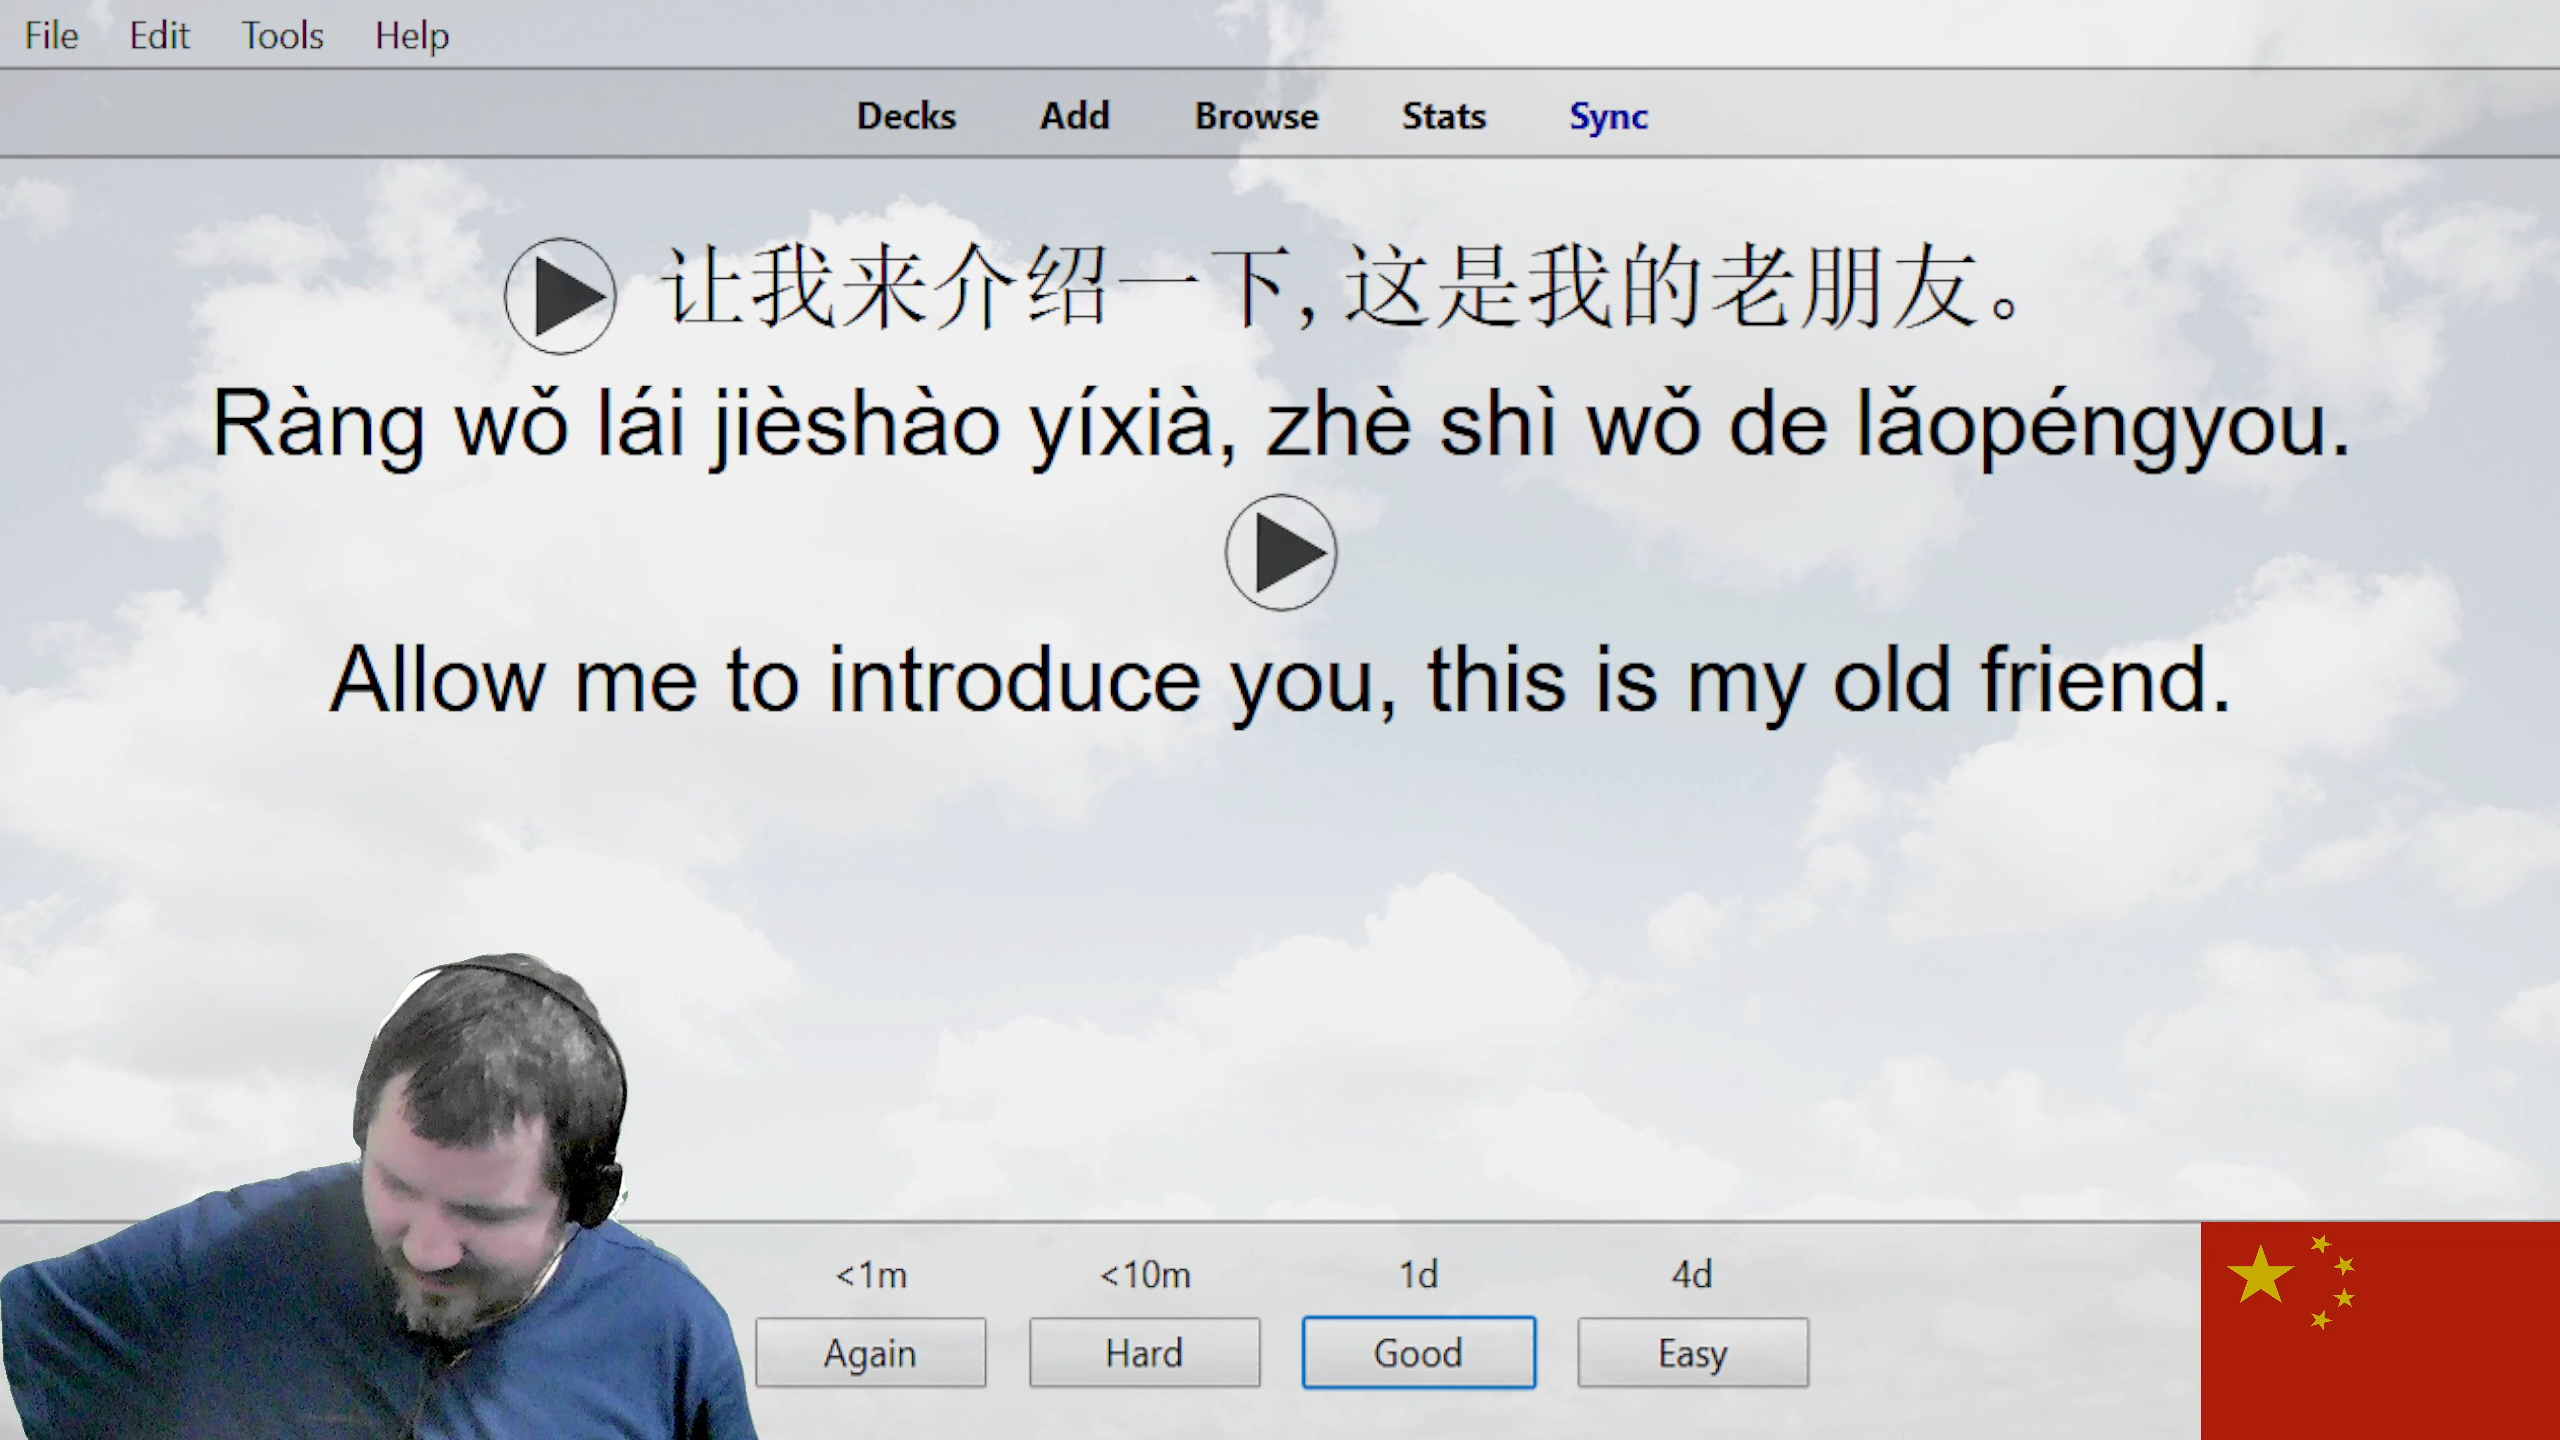 File Edit Tools Help
Decks Add Browse Stats Sync
让我来介绍一下,这是我的老朋友。
Ràng wǒ lái jièshào yíxià, zhè shì wǒ de lǎopéngyou.
Allow me to introduce you, this is my old friend.
<1m <10m 1d 4d
Again Hard Good Easy